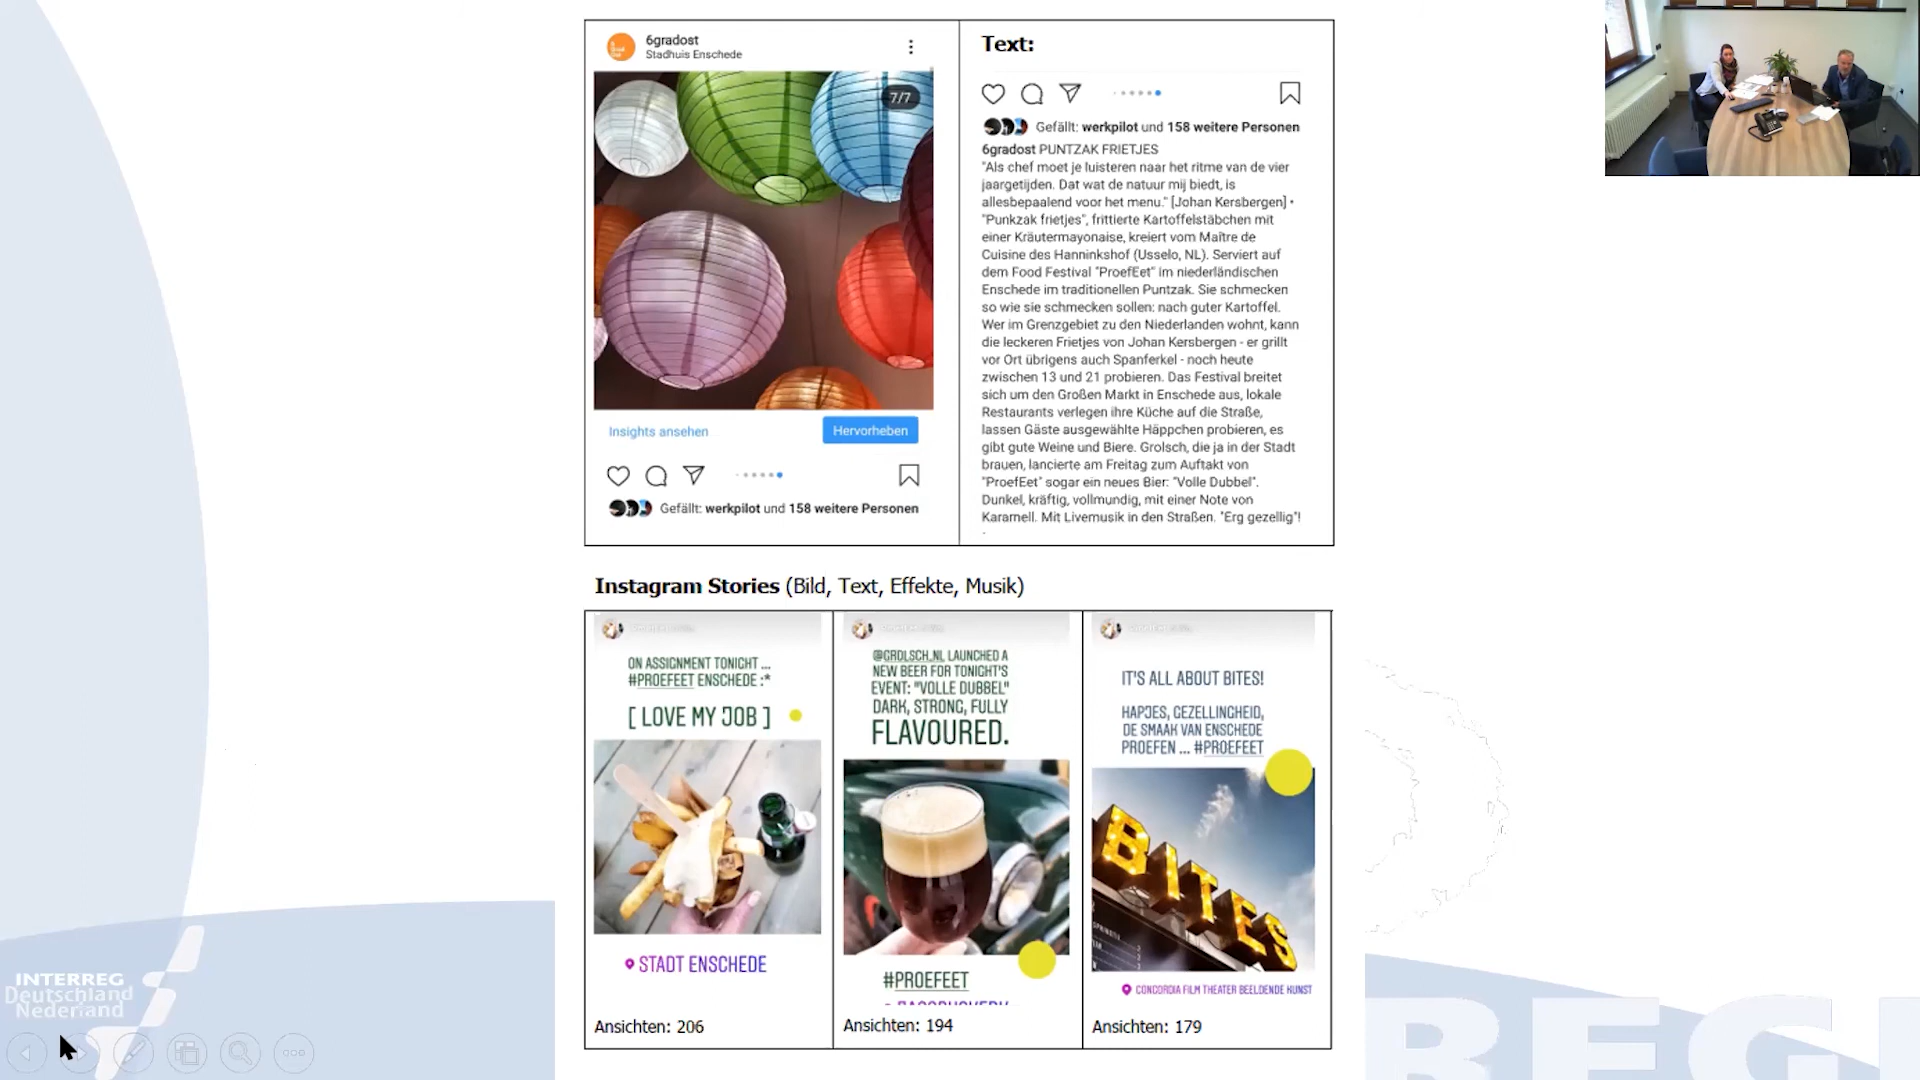 6gradost
Stadhuis Enschede
7/7
Insights ansehen
Hervorheben
Gefällt: werkpilot und 158 weitere Personen
Text:
Gefällt: werkpilot und 158 weitere Personen
6gradost PUNTZAK FRIETJES
"Als chef moet je luisteren naar het ritme van de vier
jaargetijden. Dat wat de natuur mij biedt, is
allesbepaalend voor het menu." [Johan Kersbergen] •
"Punkzak frietjes", frittierte Kartoffelstäbchen mit
einer Kräutermayonaise, kreiert vom Maître de
Cuisine des Hanninkshof (Usselo, NL). Serviert auf
dem Food Festival "ProefEet" im niederländischen
Enschede im traditionellen Puntzak. Sie schmecken
so wie sie schmecken sollen: nach guter Kartoffel.
Wer im Grenzgebiet zu den Niederlanden wohnt, kann
die leckeren Frietjes von Johan Kersbergen - er grillt
vor Ort übrigens auch Spanferkel - noch heute
zwischen 13 und 21 probieren. Das Festival breitet
sich um den Großen Markt in Enschede aus, lokale
Restaurants verlegen ihre Küche auf die Straße,
lassen Gäste ausgewählte Häppchen probieren, es
gibt gute Weine und Biere. Grolsch, die ja in der Stadt
brauen, lancierte am Freitag zum Auftakt von
"ProefEet" sogar ein neues Bier: "Volle Dubbel".
Dunkel, kräftig, vollmundig, mit einer Note von
Karamell. Mit Livemusik in den Straßen. "Erg gezellig"!
Instagram Stories (Bild, Text, Effekte, Musik)
ON ASSIGNMENT TONIGHT ...
#PROEFEET ENSCHEDE :*
[ LOVE MY JOB ]
STADT ENSCHEDE
Ansichten: 206
@GROLSCH_NL LAUNCHED A
NEW BEER FOR TONIGHT'S
EVENT: "VOLLE DUBBEL"
DARK, STRONG, FULLY
FLAVOURED.
#PROEFEET
Ansichten: 194
IT'S ALL ABOUT BITES!
HAPJES, GEZELLINGHEID,
DE SMAAK VAN ENSCHEDE
PROEFEN ... #PROEFEET
BITES
CONCORDIA FILM THEATER BEELDENDE KUNST
Ansichten: 179
INTERREG
Deutschland
Nederland
REGI